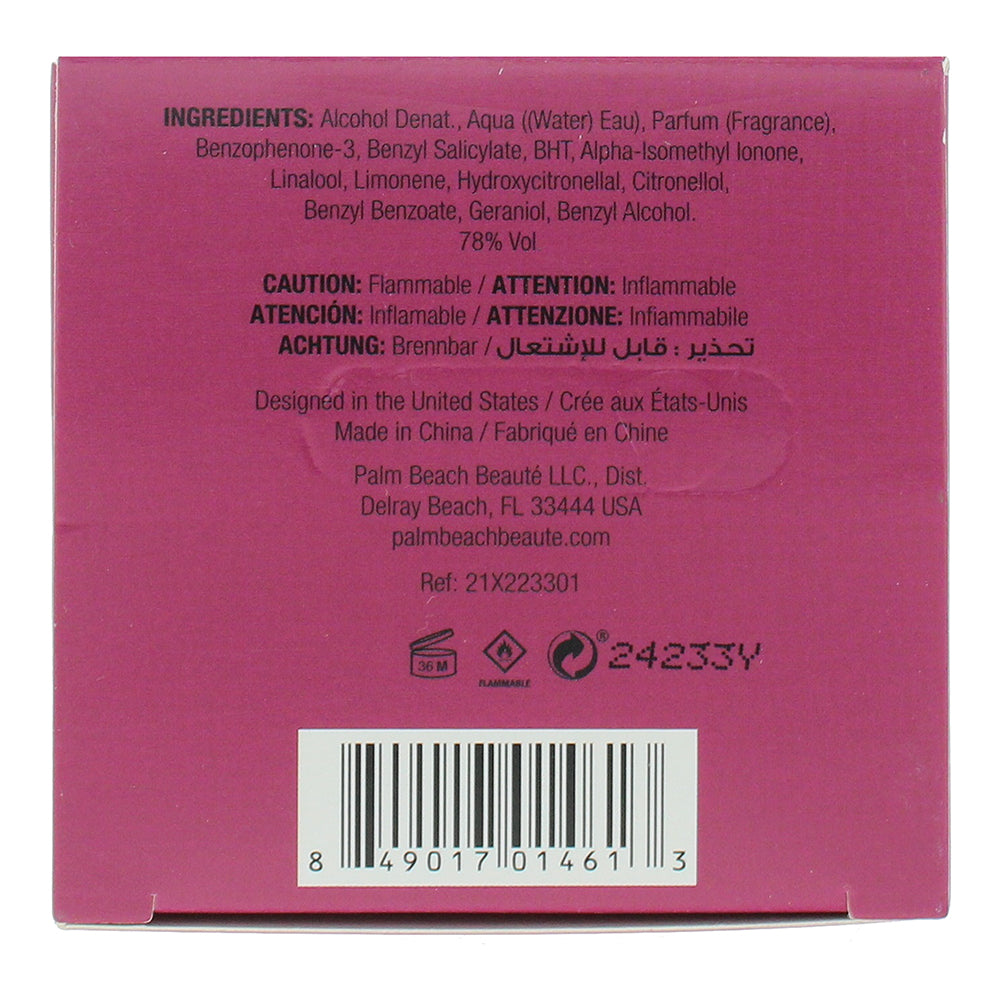 INGREDIENTS: Alcohol Denat., Aqua ((Water) Eau), Parfum (Fragrance),
Benzophenone-3, Benzyl Salicylate, BHT, Alpha-Isomethyl Ionone,
Linalool, Limonene, Hydroxycitronellal, Citronellol,
Benzyl Benzoate, Geraniol, Benzyl Alcohol.
78% Vol
CAUTION: Flammable / ATTENTION: Inflammable
ATENCIÓN: Inflamable / ATTENZIONE: Infiammabile
ACHTUNG: Brennbar / تحذير : قابل للإشتعال
Designed in the United States / Crée aux États-Unis
Made in China / Fabriqué en Chine
Palm Beach Beauté LLC., Dist.
Delray Beach, FL 33444 USA
palmbeachbeaute.com
Ref: 21X223301
36 M
FLAMMABLE
®
24233Y
8 49017 01461 3